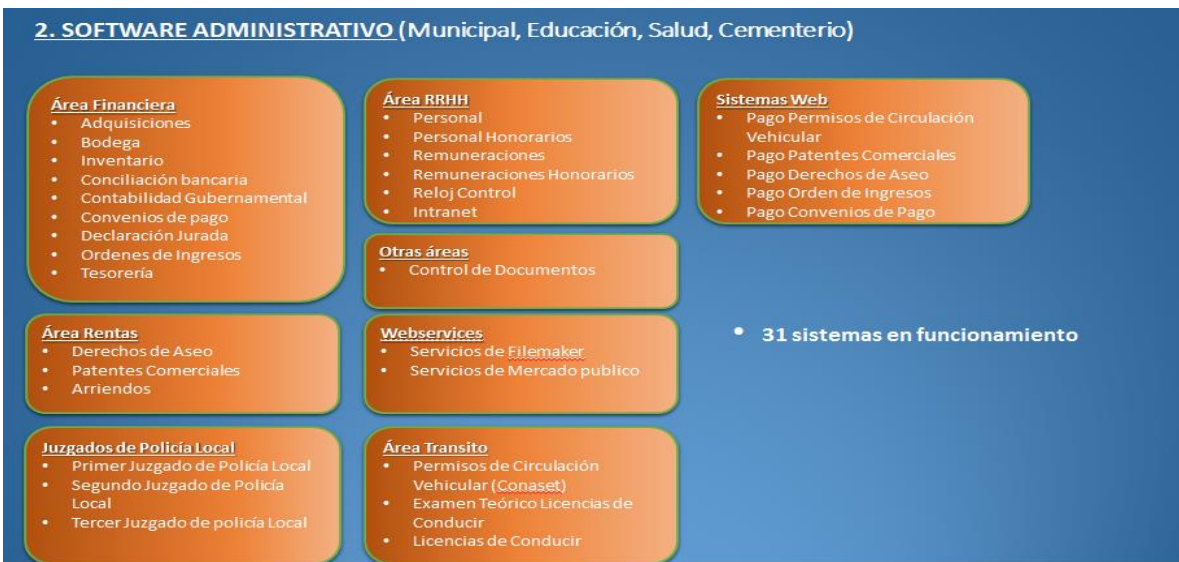 2. SOFTWARE ADMINISTRATIVO (Municipal, Educación, Salud, Cementerio)
Área Financiera
• Adquisiciones
• Bodega
• Inventario
• Conciliación bancaria
• Contabilidad Gubernamental
• Convenios de pago
• Declaración Jurada
• Ordenes de Ingresos
• Tesorería
Área RRHH
• Personal
• Personal Honorarios
• Remuneraciones
• Remuneraciones Honorarios
• Reloj Control
• Intranet
Sistemas Web
• Pago Permisos de Circulación
Vehicular
• Pago Patentes Comerciales
• Pago Derechos de Aseo
• Pago Orden de Ingresos
• Pago Convenios de Pago
Otras áreas
• Control de Documentos
Área Rentas
• Derechos de Aseo
• Patentes Comerciales
• Arriendos
Webservices
• Servicios de Filemaker
• Servicios de Mercado publico
• 31 sistemas en funcionamiento
Juzgados de Policía Local
• Primer Juzgado de Policía Local
• Segundo Juzgado de Policía
Local
• Tercer Juzgado de policía Local
Área Transito
• Permisos de Circulación
Vehicular (Conaset)
• Examen Teórico Licencias de
Conducir
• Licencias de Conducir